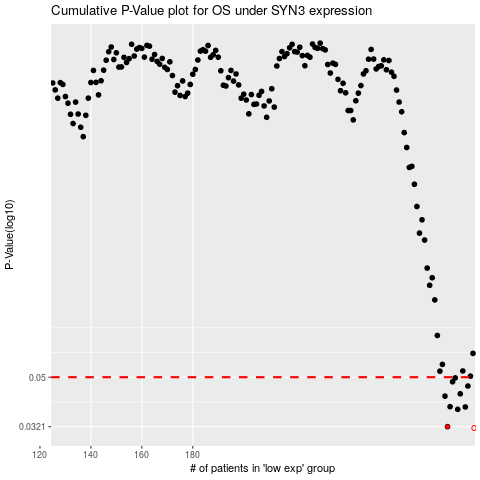 Cumulative P-Value plot for OS under SYN3 expression
P-Value(log10)
0.05
0.0321
120 140 160 180
# of patients in 'low exp' group